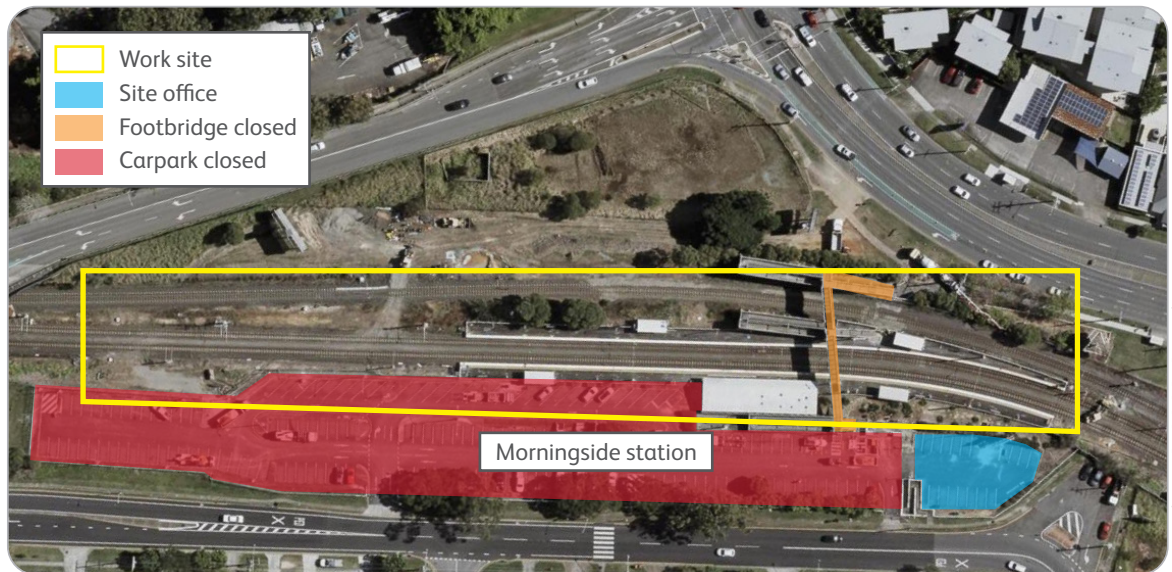 Work site
Site office
Footbridge closed
Carpark closed
Morningside station